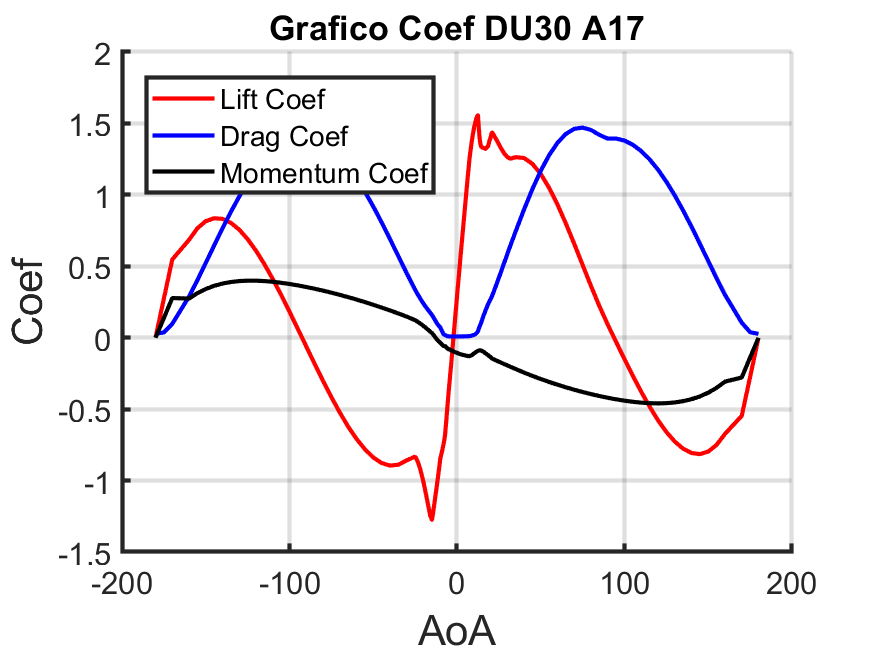 Grafico Coef DU30 A17
2
1.5
1
0.5
0
-0.5
-1
-1.5
Coef
Lift Coef
Drag Coef
Momentum Coef
-200 -100 0 100 200
AoA